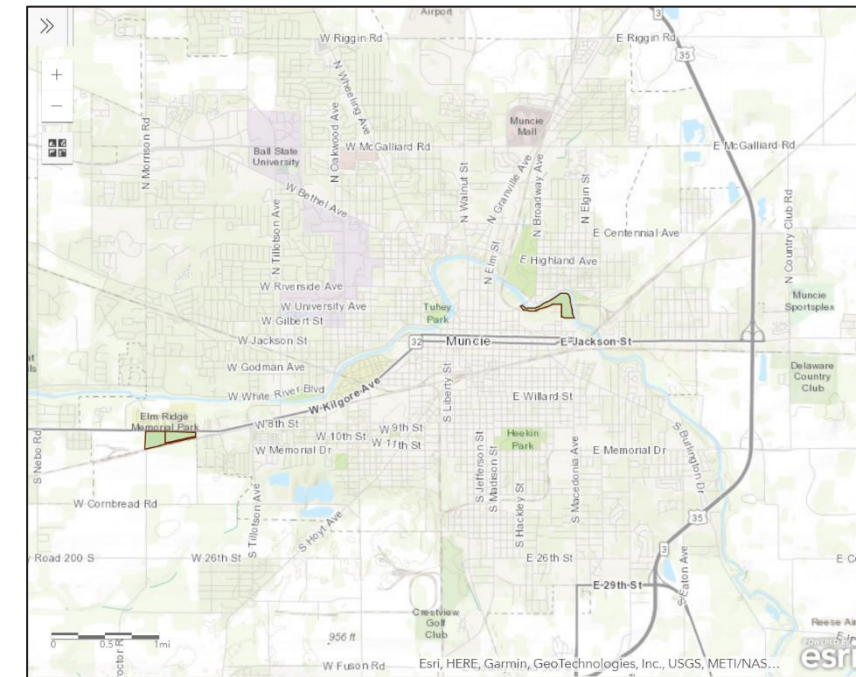 Airport
3
W Riggin Rd
E Riggin Rd
35
N Wheeling Ave
N Morrison Rd
N Oakwood Ave
Muncie
Mall
Ball State
University
W McGalliard Rd
E McGalliard Rd
N Walnut St
N Granville Ave
N Broadway Ave
N Elgin St
N Tillotson Ave
W Bethel Ave
N Country Club Rd
E Centennial Ave
N Elm St
E Highland Ave
W Riverside Ave
Muncie
Sportsplex
W University Ave
Tuhey
Park
W Gilbert St
W Jackson St
32
Muncie
E Jackson St
W Godman Ave
Delaware
Country
Club
W White River Blvd
W Kilgore Ave
S Liberty St
E Willard St
Elm Ridge
Memorial Park
S Nebo Rd
W 8th St
W 9th St
W 10th St
W 11th St
Heekin
Park
S Burlington Dr
W Memorial Dr
E Memorial Dr
S Jefferson St
S Madison St
S Hackley St
S Macedonia Ave
W Cornbread Rd
S Tillotson Ave
S Hoyt Ave
35
3
Road 200 S
W 26th St
E 26th St
E 29th St
S Eaton Ave
Crestview
Golf
Club
0 0.5 1mi
956 ft
W Fuson Rd
Esri, HERE, Garmin, GeoTechnologies, Inc., USGS, METI/NAS...
POWERED BY
esri